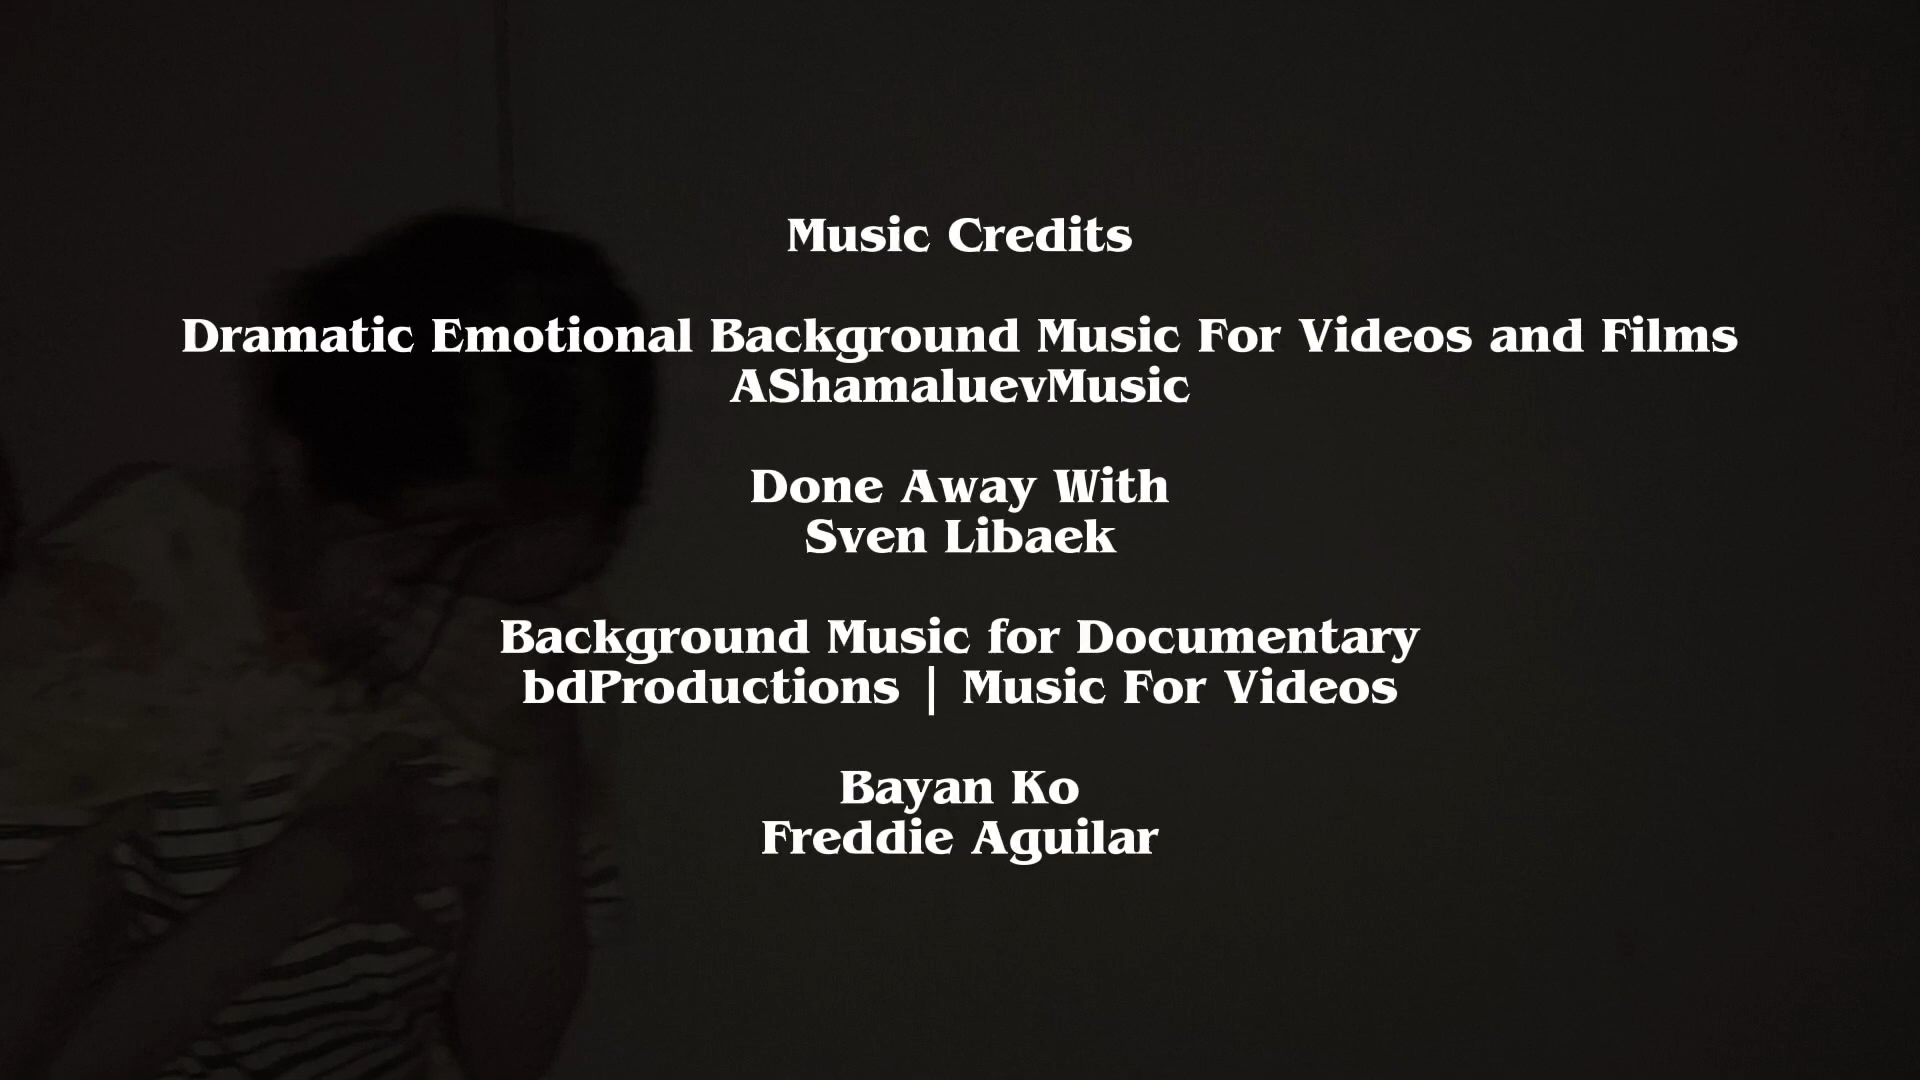 Music Credits
Dramatic Emotional Background Music For Videos and Films
AShamaluevMusic
Done Away With
Sven Libaek
Background Music for Documentary
bdProductions | Music For Videos
Bayan Ko
Freddie Aguilar